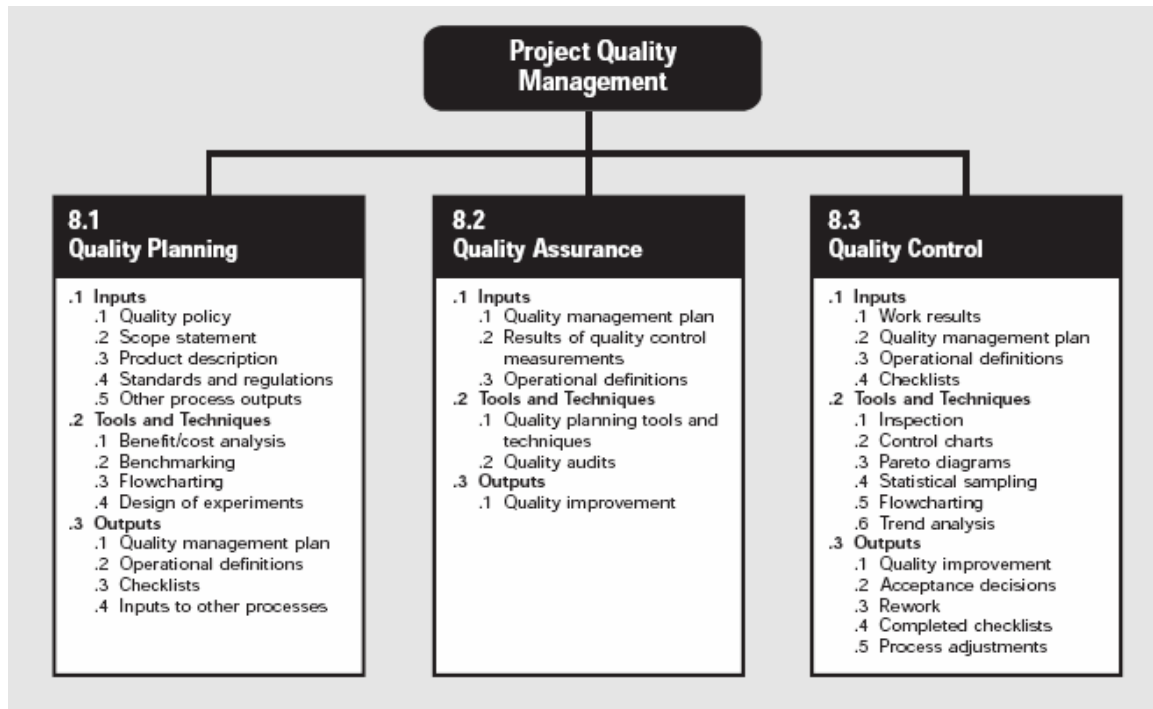 Project Quality
Management
8.1
Quality Planning
.1 Inputs
.1 Quality policy
.2 Scope statement
.3 Product description
.4 Standards and regulations
.5 Other process outputs
.2 Tools and Techniques
.1 Benefit/cost analysis
.2 Benchmarking
.3 Flowcharting
.4 Design of experiments
.3 Outputs
.1 Quality management plan
.2 Operational definitions
.3 Checklists
.4 Inputs to other processes
8.2
Quality Assurance
.1 Inputs
.1 Quality management plan
.2 Results of quality control
measurements
.3 Operational definitions
.2 Tools and Techniques
.1 Quality planning tools and
techniques
.2 Quality audits
.3 Outputs
.1 Quality improvement
8.3
Quality Control
.1 Inputs
.1 Work results
.2 Quality management plan
.3 Operational definitions
.4 Checklists
.2 Tools and Techniques
.1 Inspection
.2 Control charts
.3 Pareto diagrams
.4 Statistical sampling
.5 Flowcharting
.6 Trend analysis
.3 Outputs
.1 Quality improvement
.2 Acceptance decisions
.3 Rework
.4 Completed checklists
.5 Process adjustments